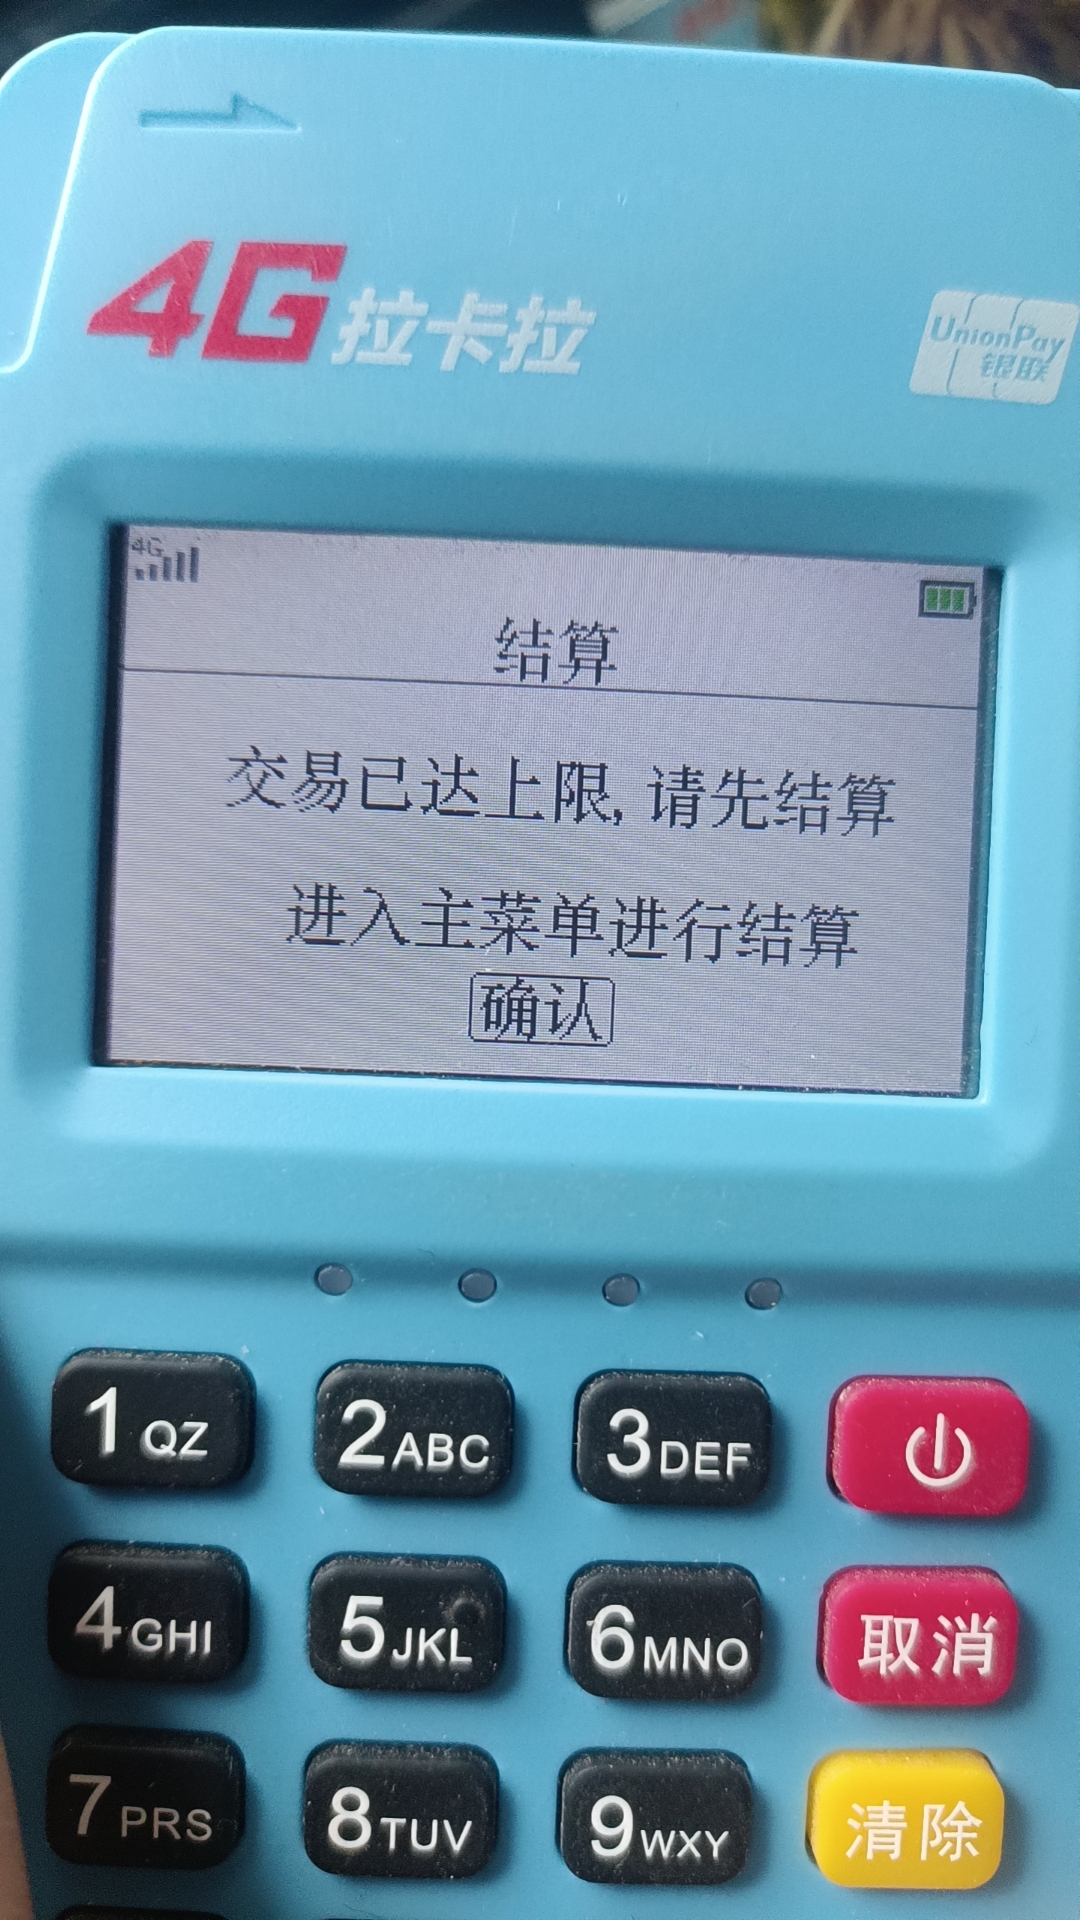 4G拉卡拉
UnionPay
银联
4G
结算
交易已达上限,请先结算
进入主菜单进行结算
确认
1 QZ
2 ABC
3 DEF
4 GHI
5 JKL
6 MNO
取消
7 PRS
8 TUV
9 WXY
清除